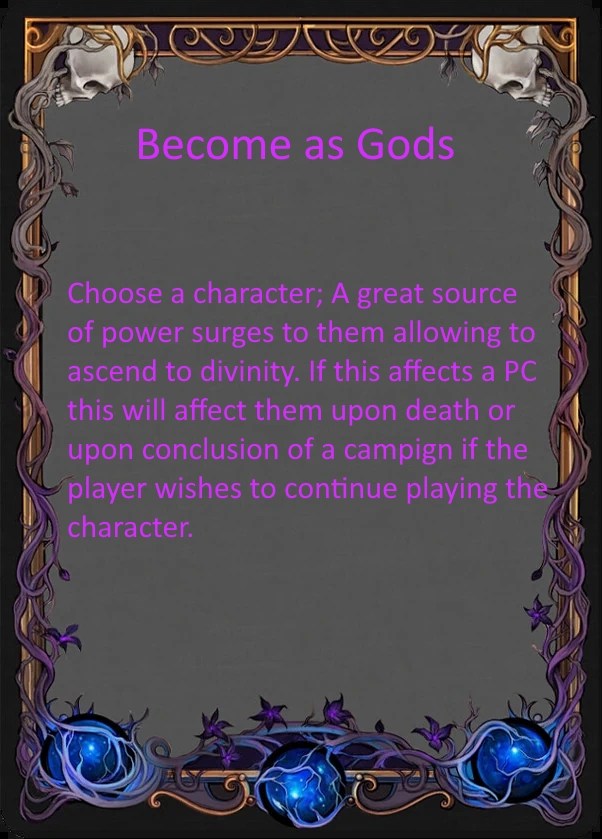 Become as Gods
Choose a character; A great source
of power surges to them allowing to
ascend to divinity. If this affects a PC
this will affect them upon death or
upon conclusion of a campign if the
player wishes to continue playing the
character.